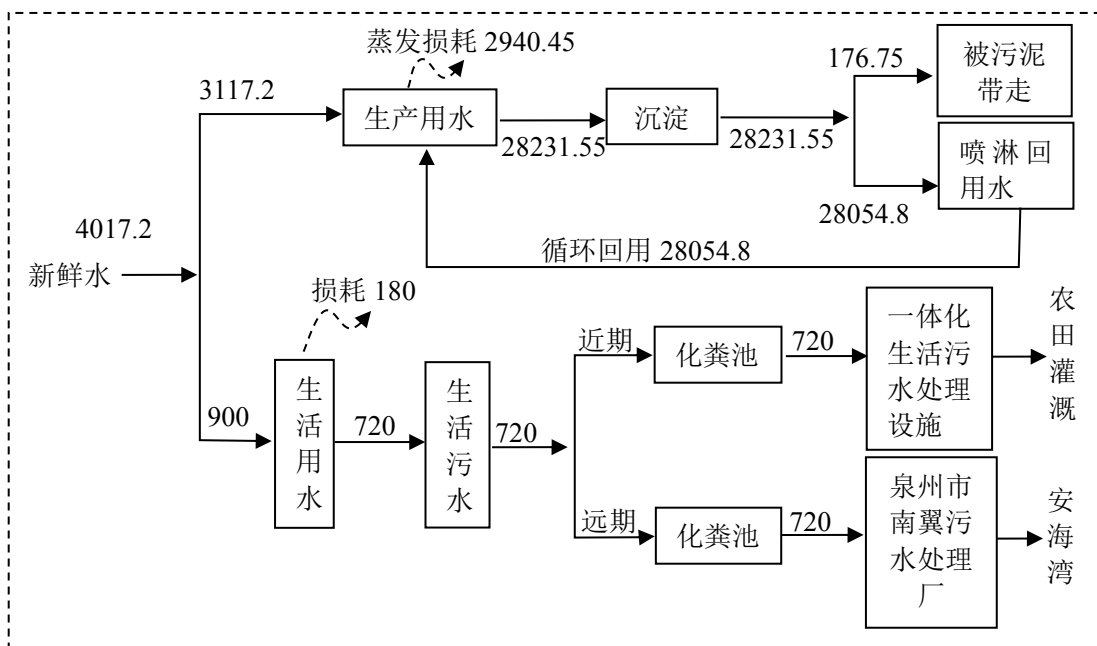 蒸发损耗 2940.45
3117.2
生产用水
28231.55
沉淀
28231.55
176.75
被污泥
带走
28054.8
喷淋回
用水
循环回用 28054.8
4017.2
新鲜水
损耗 180
900
生
活
用
水
720
生
活
污
水
720
近期
化粪池
720
一体化
生活污
水处理
设施
农
田
灌
溉
远期
化粪池
720
泉州市
南翼污
水处理
厂
安
海
湾